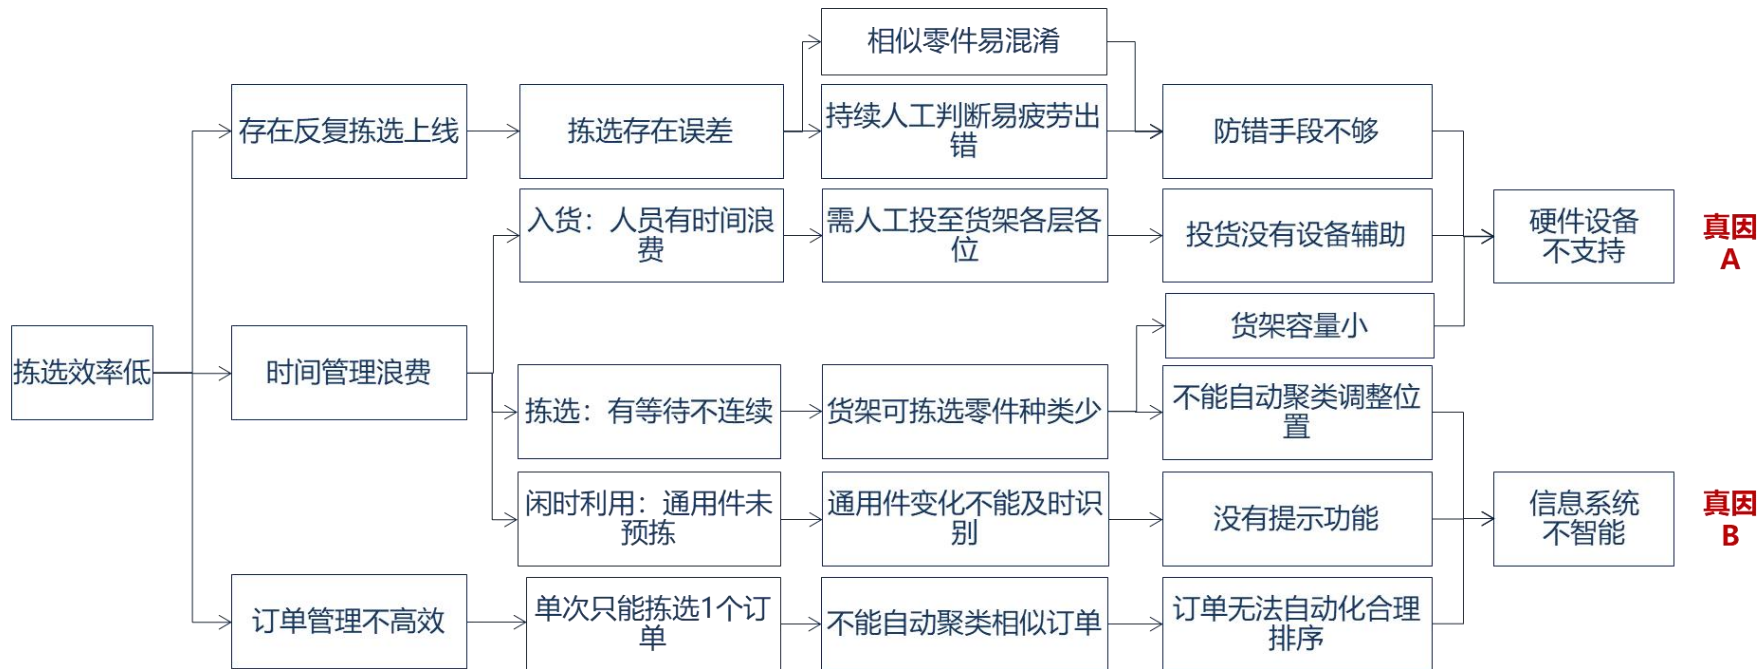 相似零件易混淆
存在反复拣选上线
拣选存在误差
持续人工判断易疲劳出
错
防错手段不够
入货：人员有时间浪
费
需人工投至货架各层各
位
投货没有设备辅助
硬件设备
不支持
真因
A
货架容量小
拣选效率低
时间管理浪费
拣选：有等待不连续
货架可拣选零件种类少
不能自动聚类调整位
置
闲时利用：通用件未
预拣
通用件变化不能及时识
别
没有提示功能
信息系统
不智能
真因
B
订单管理不高效
单次只能拣选1个订
单
不能自动聚类相似订单
订单无法自动化合理
排序